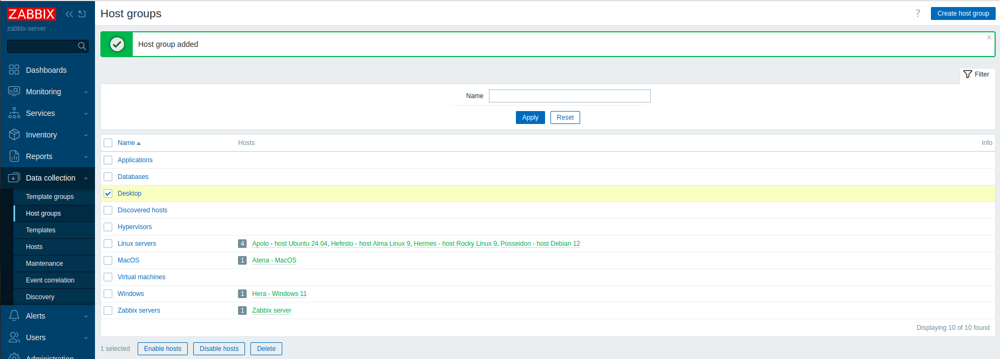 ZABBIX
zabbix-server
Dashboards
Monitoring
Services
Inventory
Reports
Data collection
Template groups
Host groups
Templates
Hosts
Maintenance
Event correlation
Discovery
Alerts
Users
Administration
Host groups
? Create host group
Host group added
Filter
Name
Apply Reset
Name Hosts Info
Applications
Databases
Desktop
Discovered hosts
Hypervisors
Linux servers 4 Apolo - host Ubuntu 24.04, Hefesto - host Alma Linux 9, Hermes - host Rocky Linux 9, Posseidon - host Debian 12
MacOS 1 Atena - MacOS
Virtual machines
Windows 1 Hera - Windows 11
Zabbix servers 1 Zabbix server
Displaying 10 of 10 found
1 selected Enable hosts Disable hosts Delete